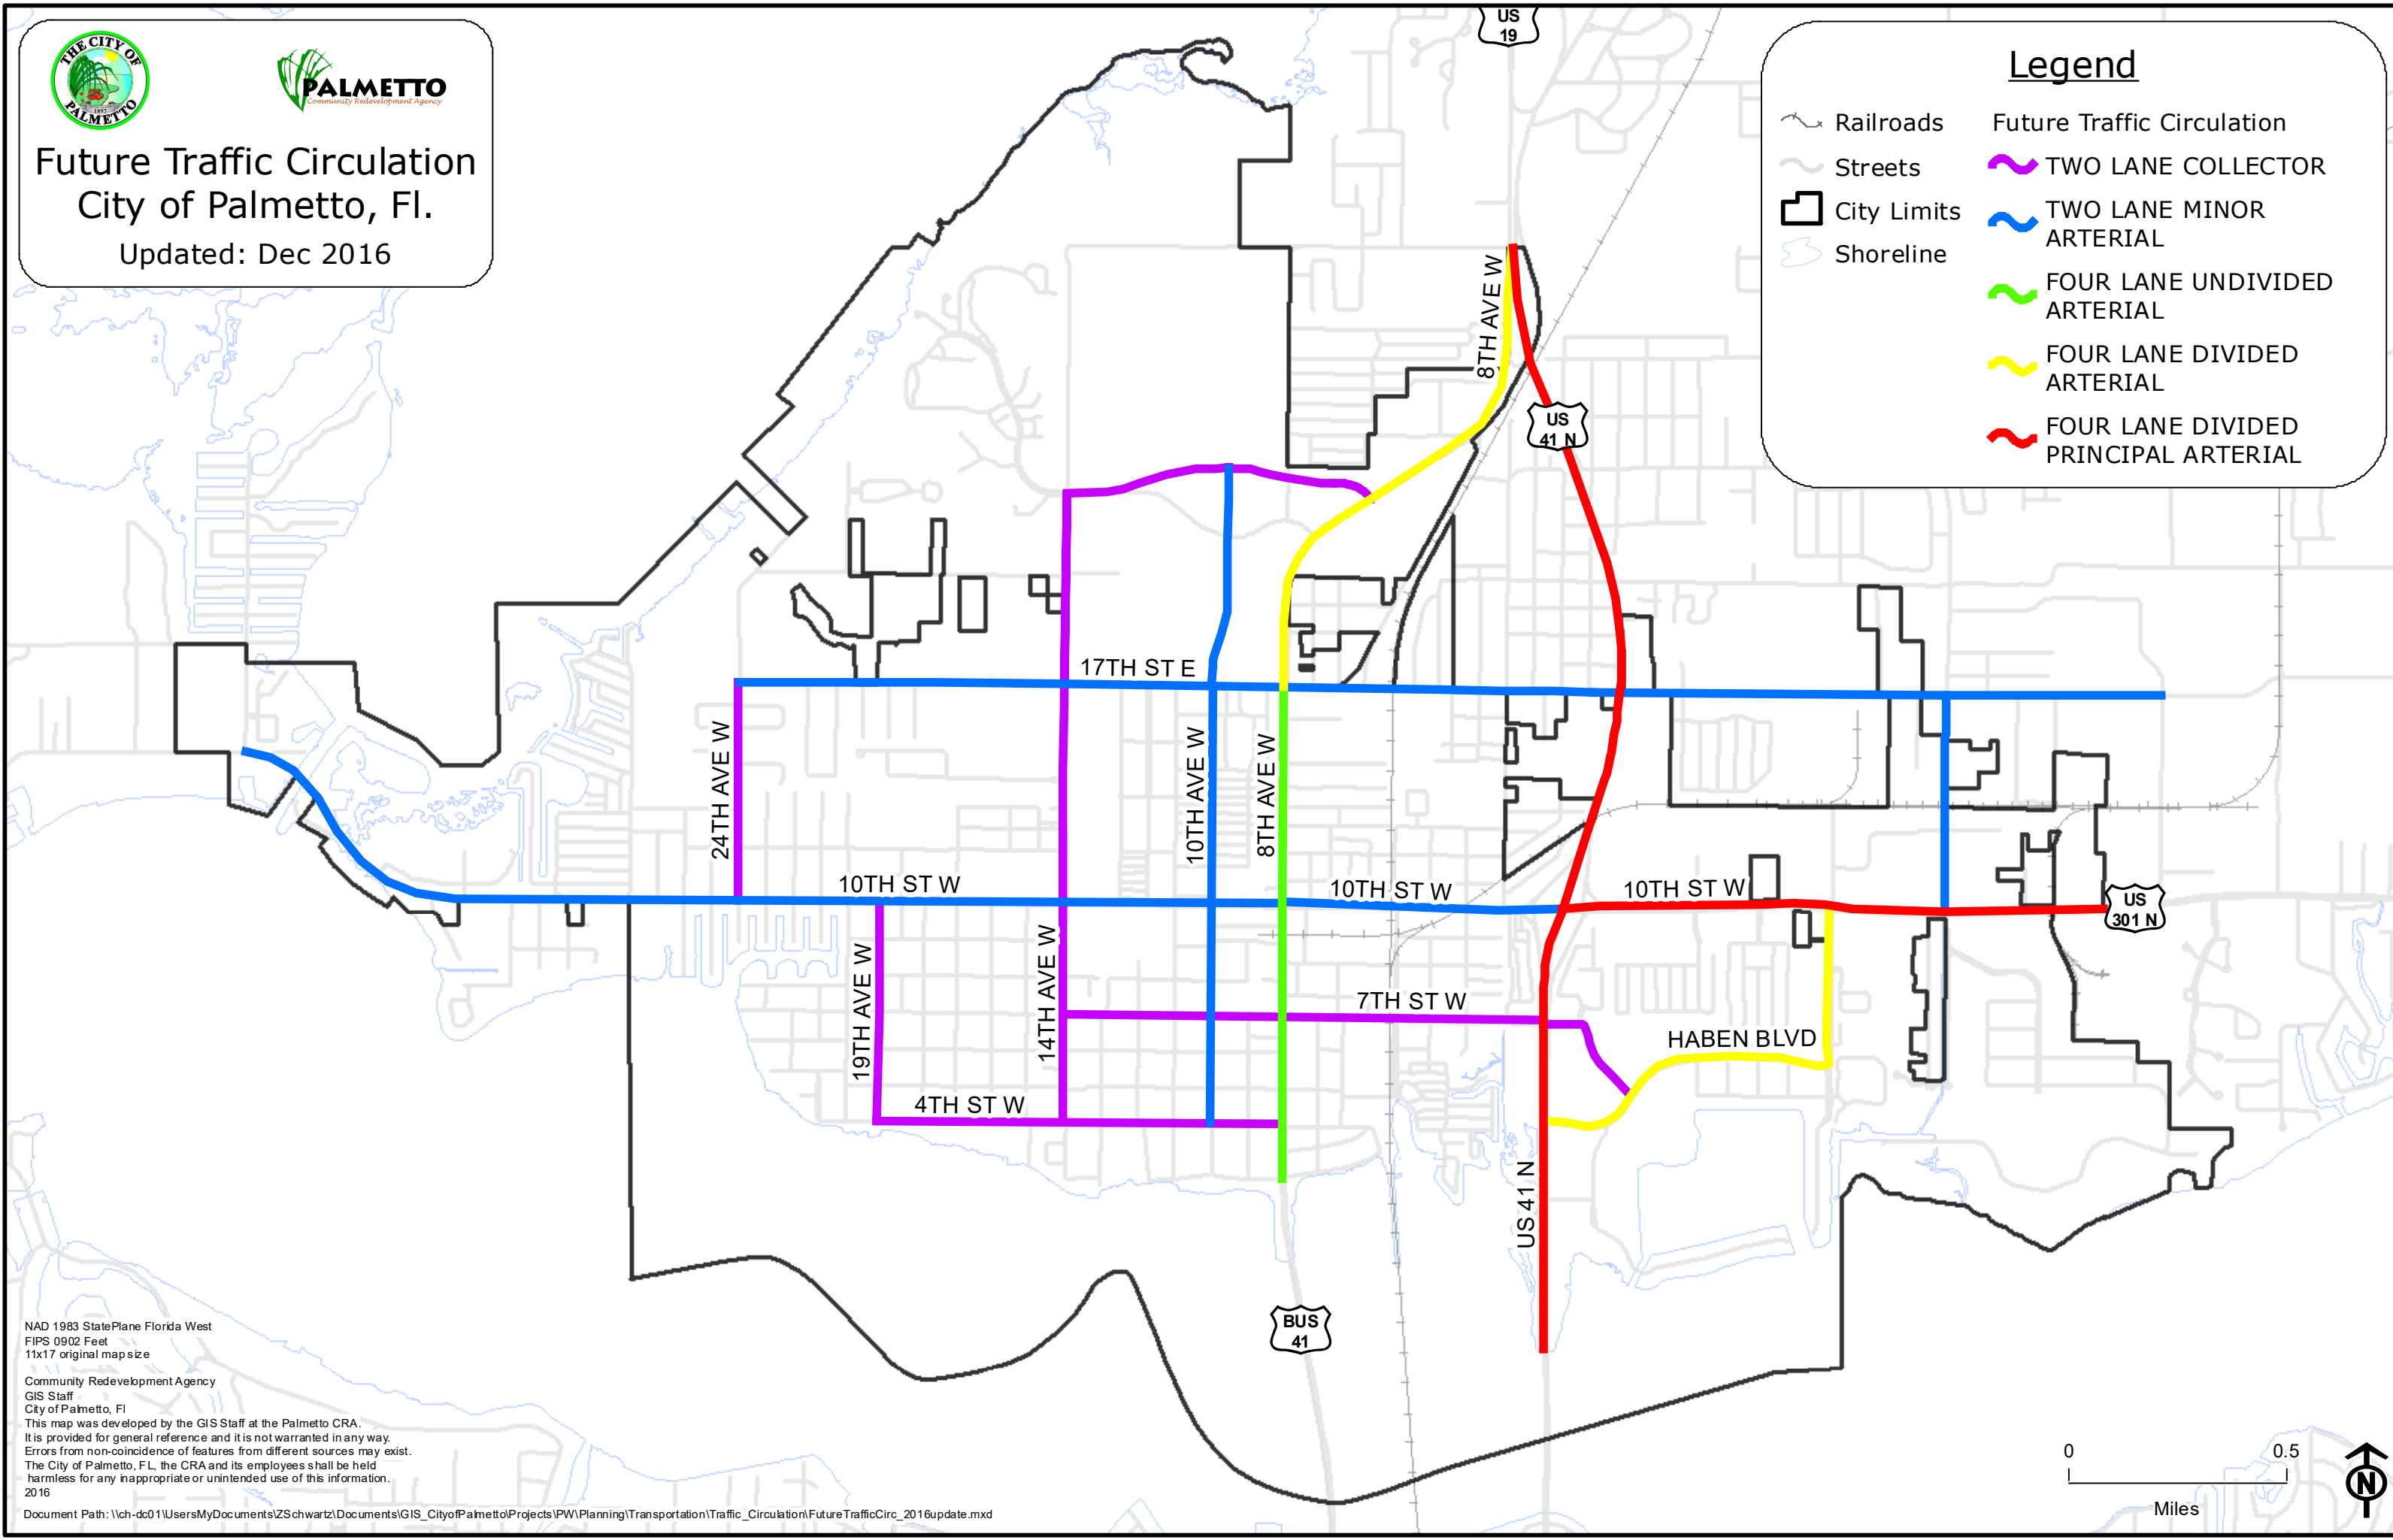 THE CITY OF
PALMETTO
1897
PALMETTO
Community Redevelopment Agency
Future Traffic Circulation
City of Palmetto, Fl.
Updated: Dec 2016
US
19
Legend
Railroads
Streets
City Limits
Shoreline
Future Traffic Circulation
TWO LANE COLLECTOR
TWO LANE MINOR
ARTERIAL
FOUR LANE UNDIVIDED
ARTERIAL
FOUR LANE DIVIDED
ARTERIAL
FOUR LANE DIVIDED
PRINCIPAL ARTERIAL
8TH AVE W
US
41 N
17TH ST E
24TH AVE W
10TH AVE W
8TH AVE W
10TH ST W
10TH ST W
10TH ST W
US
301 N
19TH AVE W
14TH AVE W
7TH ST W
HABEN BLVD
4TH ST W
US 41 N
BUS
41
NAD 1983 StatePlane Florida West
FIPS 0902 Feet
11x17 original map size
Community Redevelopment Agency
GIS Staff
City of Palmetto, Fl
This map was developed by the GIS Staff at the Palmetto CRA.
It is provided for general reference and it is not warranted in any way.
Errors from non-coincidence of features from different sources may exist.
The City of Palmetto, FL, the CRA and its employees shall be held
harmless for any inappropriate or unintended use of this information.
2016
Document Path: \\ch-dc01\UsersMyDocuments\ZSchwartz\Documents\GIS_CityofPalmetto\Projects\PW\Planning\Transportation\Traffic_Circulation\FutureTrafficCirc_2016update.mxd
0 0.5
Miles
N